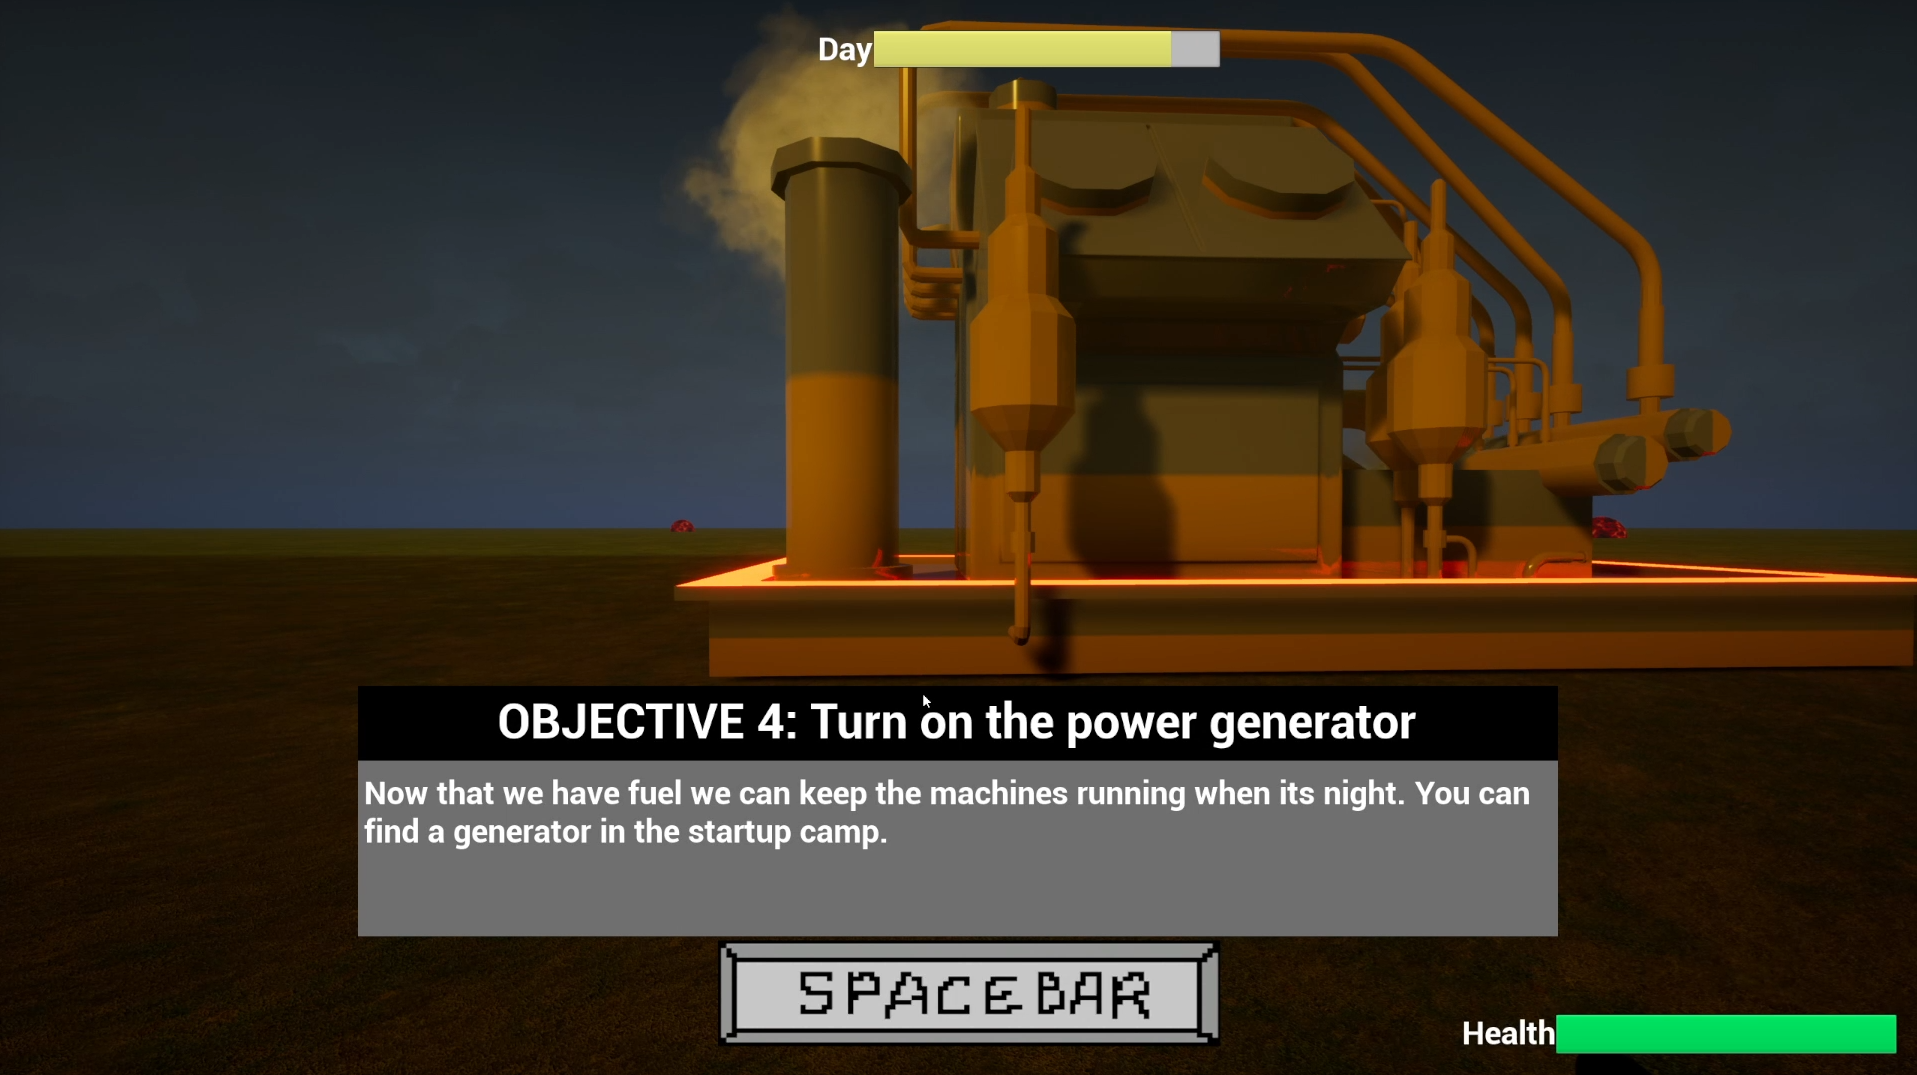 Day
OBJECTIVE 4: Turn on the power generator
Now that we have fuel we can keep the machines running when its night. You can
find a generator in the startup camp.
SPACEBAR
Health